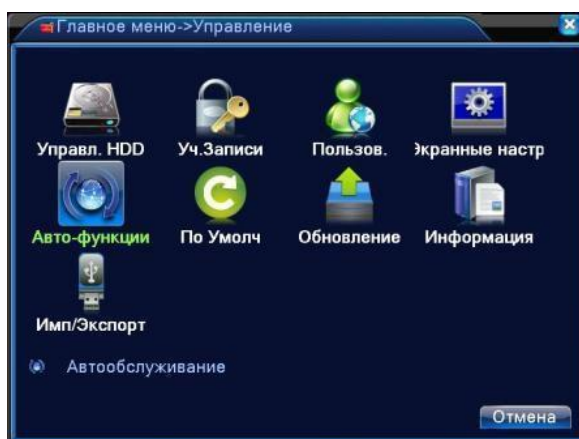 Главное меню->Управление
Управл. HDD Уч.Записи Пользов. Экранные настр
Авто-функции По Умолч Обновление Информация
Имп/Экспорт
Автообслуживание
Отмена